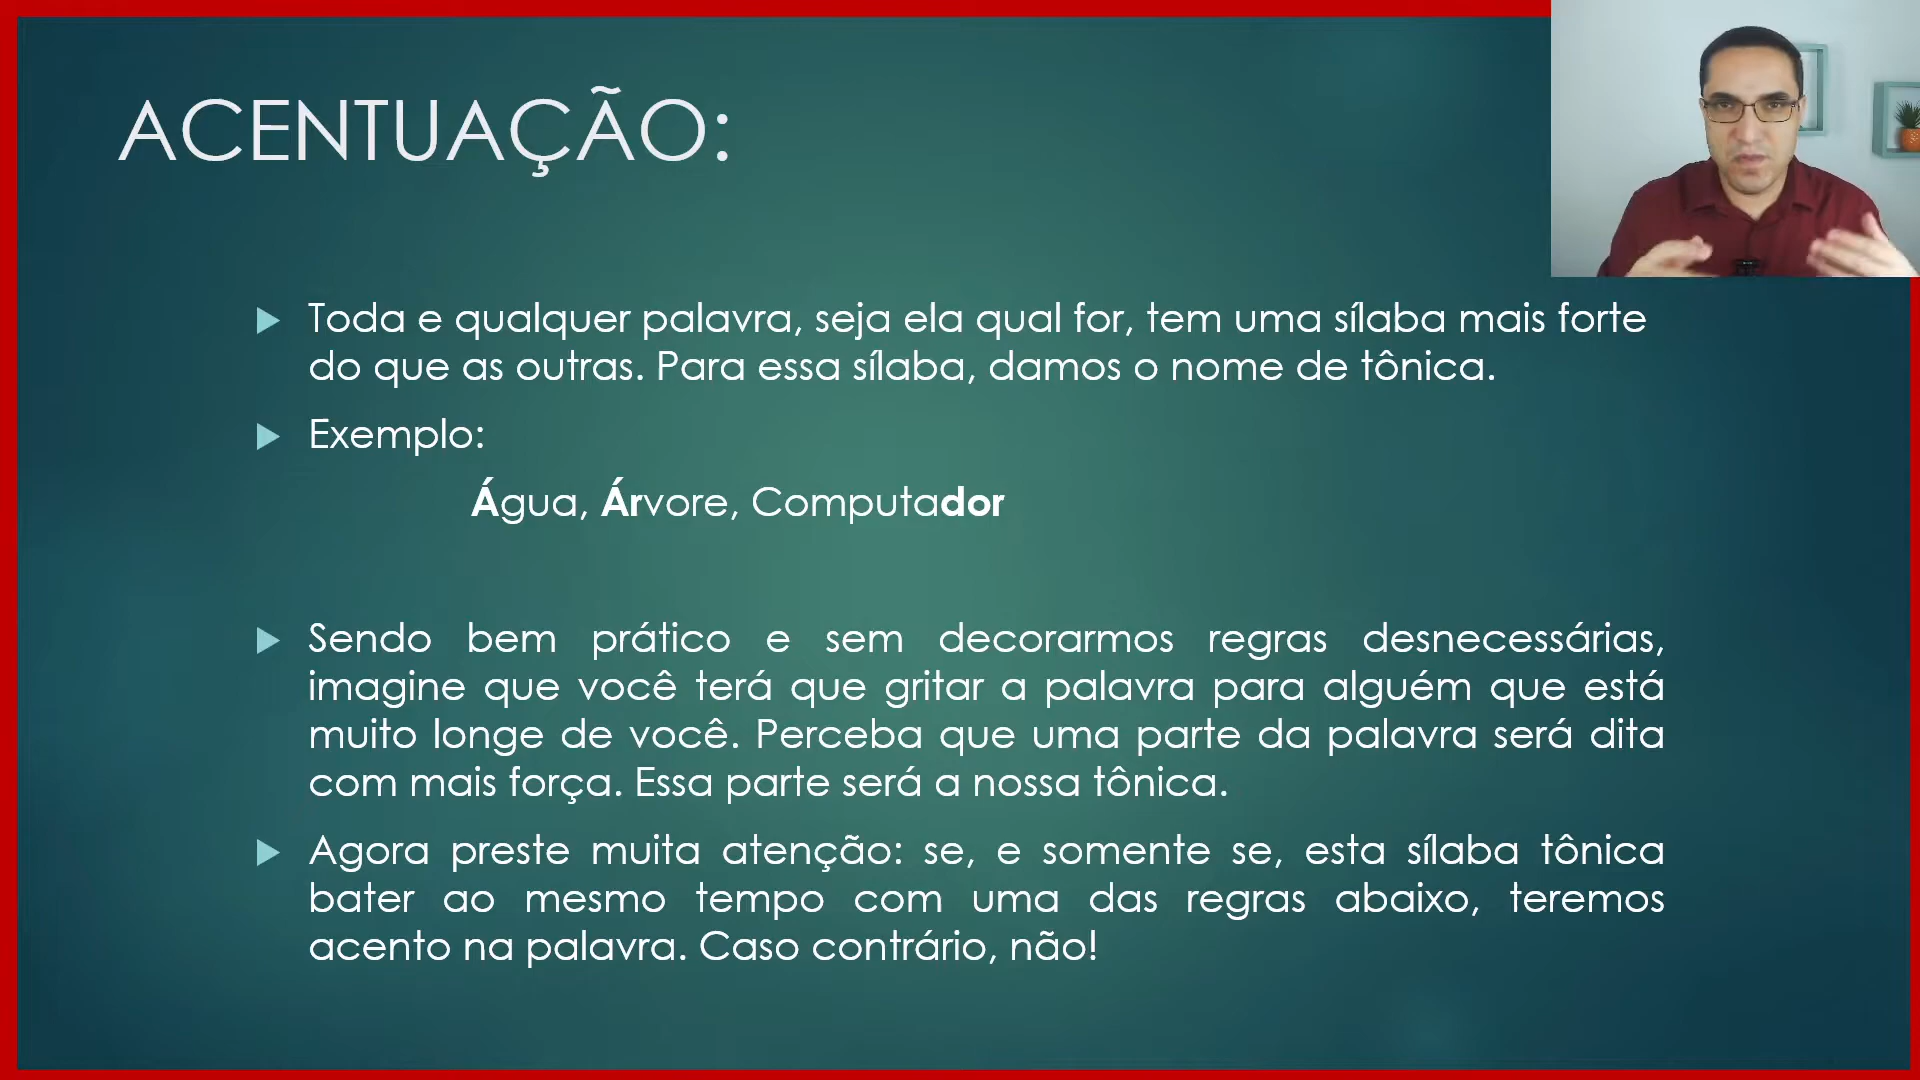 ACENTUAÇÃO:
Toda e qualquer palavra, seja ela qual for, tem uma sílaba mais forte
do que as outras. Para essa sílaba, damos o nome de tônica.
Exemplo:
Água, Árvore, Computador
Sendo bem prático e sem decorarmos regras desnecessárias,
imagine que você terá que gritar a palavra para alguém que está
muito longe de você. Perceba que uma parte da palavra será dita
com mais força. Essa parte será a nossa tônica.
Agora preste muita atenção: se, e somente se, esta sílaba tônica
bater ao mesmo tempo com uma das regras abaixo, teremos
acento na palavra. Caso contrário, não!